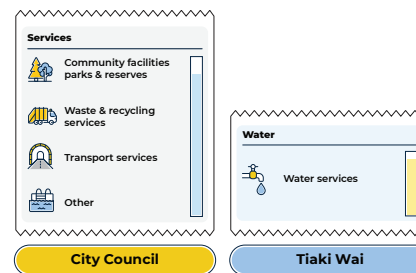 Services
Community facilities
parks & reserves
Waste & recycling
services
Transport services
Other
City Council
Water
Water services
Tiaki Wai